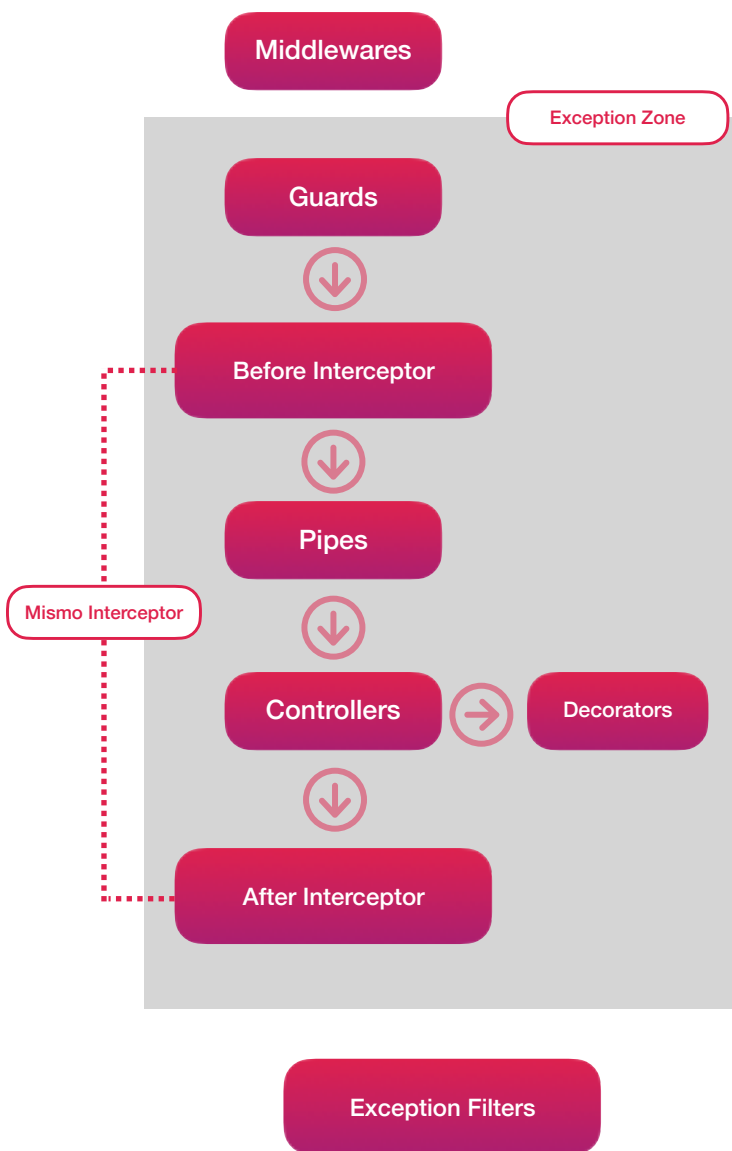 Middlewares
Exception Zone
Guards
Before Interceptor
Pipes
Mismo Interceptor
Controllers
Decorators
After Interceptor
Exception Filters